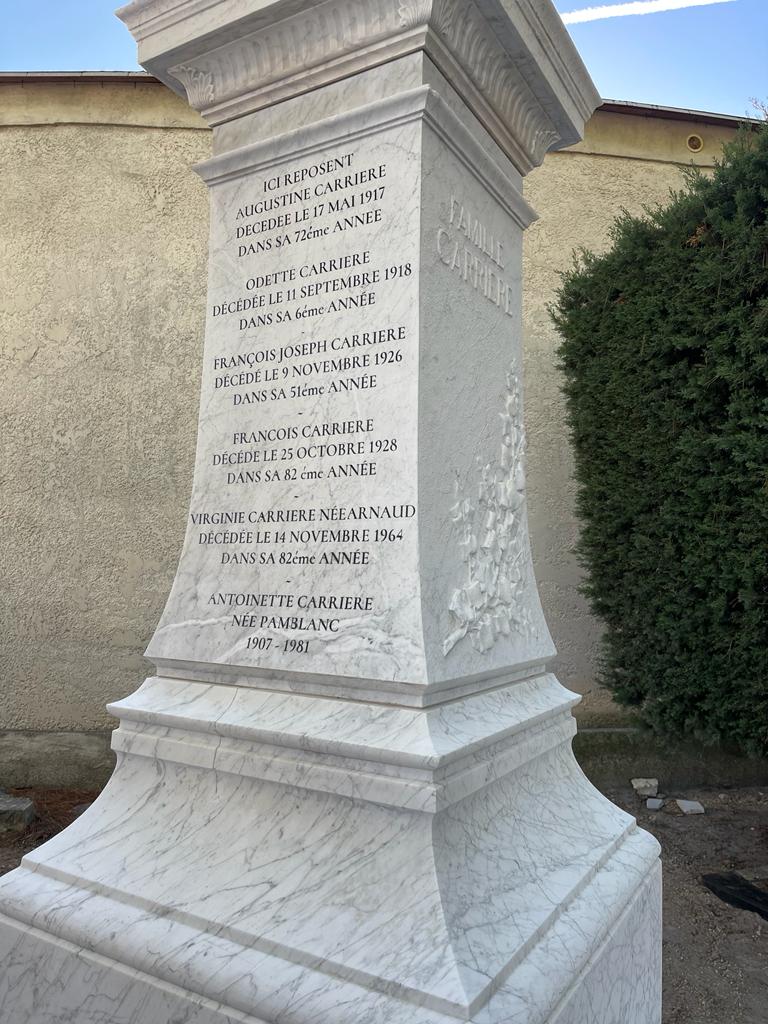 ICI REPOSENT
AUGUSTINE CARRIERE
DECEDEE LE 17 MAI 1917
DANS SA 72éme ANNEE
ODETTE CARRIERE
DÉCÉDÉE LE 11 SEPTEMBRE 1918
DANS SA 6éme ANNÉE
-
FRANÇOIS JOSEPH CARRIERE
DÉCÉDÉ LE 9 NOVEMBRE 1926
DANS SA 51éme ANNÉE
-
FRANCOIS CARRIERE
DÉCÉDE LE 25 OCTOBRE 1928
DANS SA 82 éme ANNÉE
-
VIRGINIE CARRIERE NÉEARNAUD
DÉCÉDÉE LE 14 NOVEMBRE 1964
DANS SA 82éme ANNÉE
-
ANTOINETTE CARRIERE
NÉE PAMBLANC
1907 - 1981
FAMILLE
CARRIERE